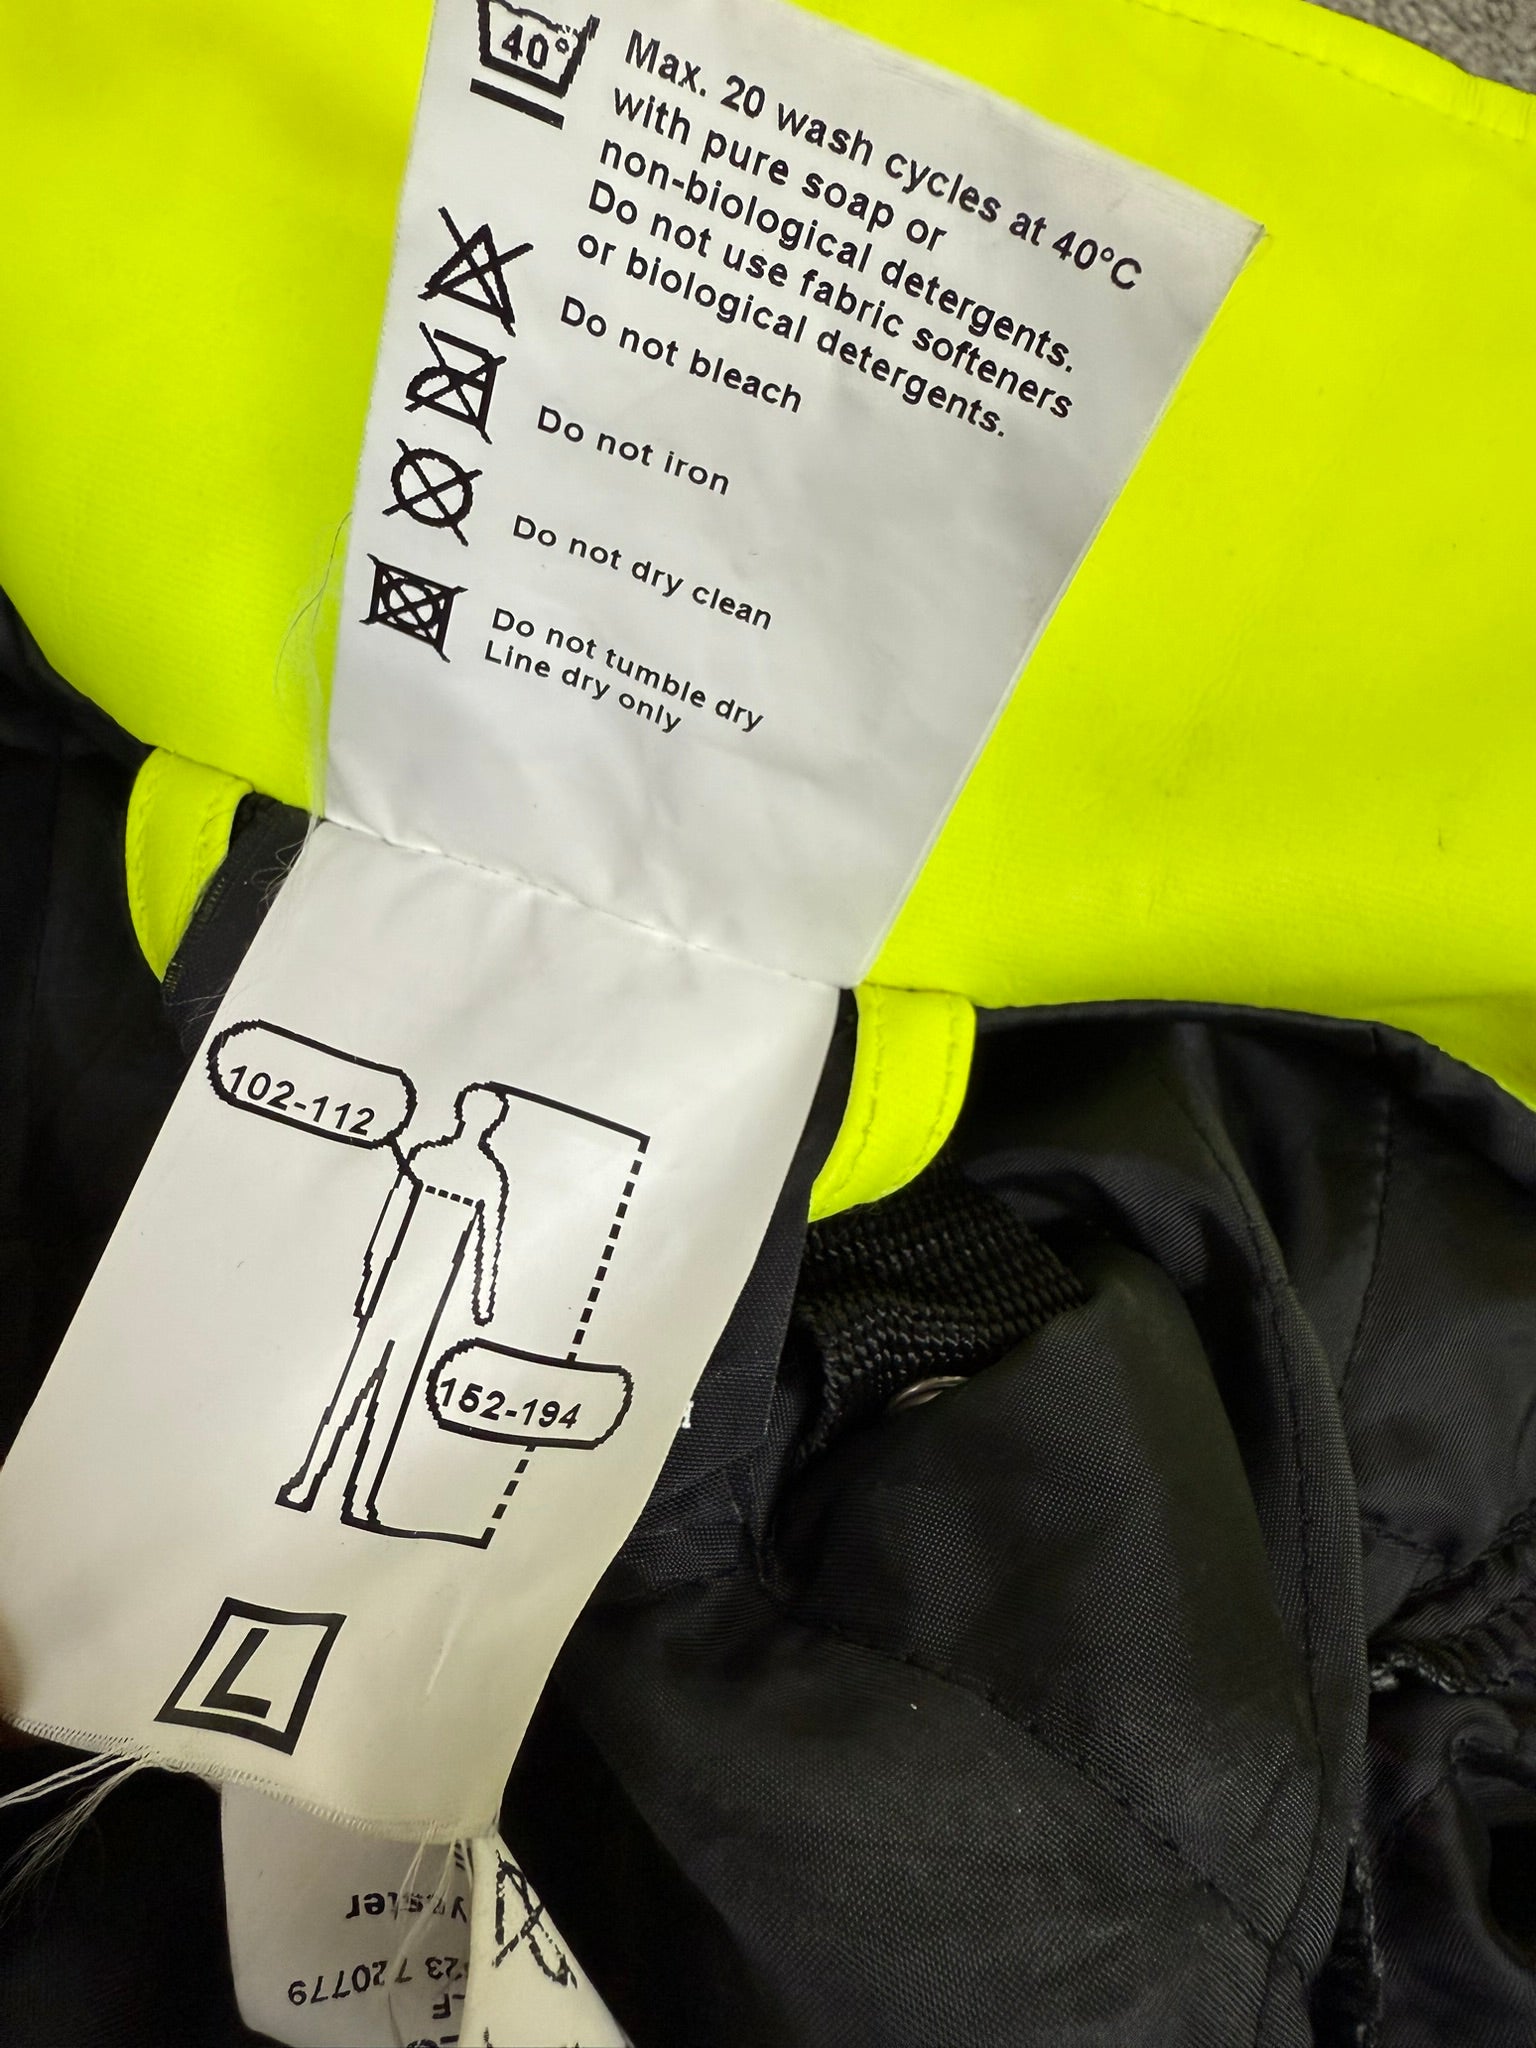 40°
Max. 20 wash cycles at 40°C
with pure soap or
non-biological detergents.
Do not use fabric softeners
or biological detergents.
Do not bleach
Do not iron
Do not dry clean
Do not tumble dry
Line dry only
102-112
152-194
L
720779